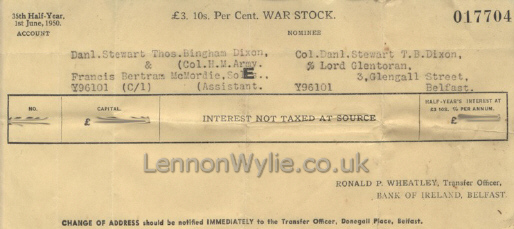 35th Half-Year,
1st June, 1950.
ACCOUNT
£3. 10s. Per Cent. WAR STOCK.
NOMINEE
017704
Danl.Stewart Thos.Bingham Dixon,
& (Col.H.M.Army.
Francis Bertram McMordie,Sol
Y96101 (C/1) (Assistant.
Col.Danl.Stewart T.B.Dixon,
% Lord Glentoran,
3,Glengall Street,
Y96101 Belfast.
NO.
CAPITAL.
£
INTEREST NOT TAXED AT SOURCE
HALF-YEAR'S INTEREST AT
£3 10S. % PER ANNUM.
£
LennonWylie.co.uk
RONALD P. WHEATLEY, Transfer Officer,
BANK OF IRELAND, BELFAST.
CHANGE OF ADDRESS should be notified IMMEDIATELY to the Transfer Officer, Donegall Place, Belfast.